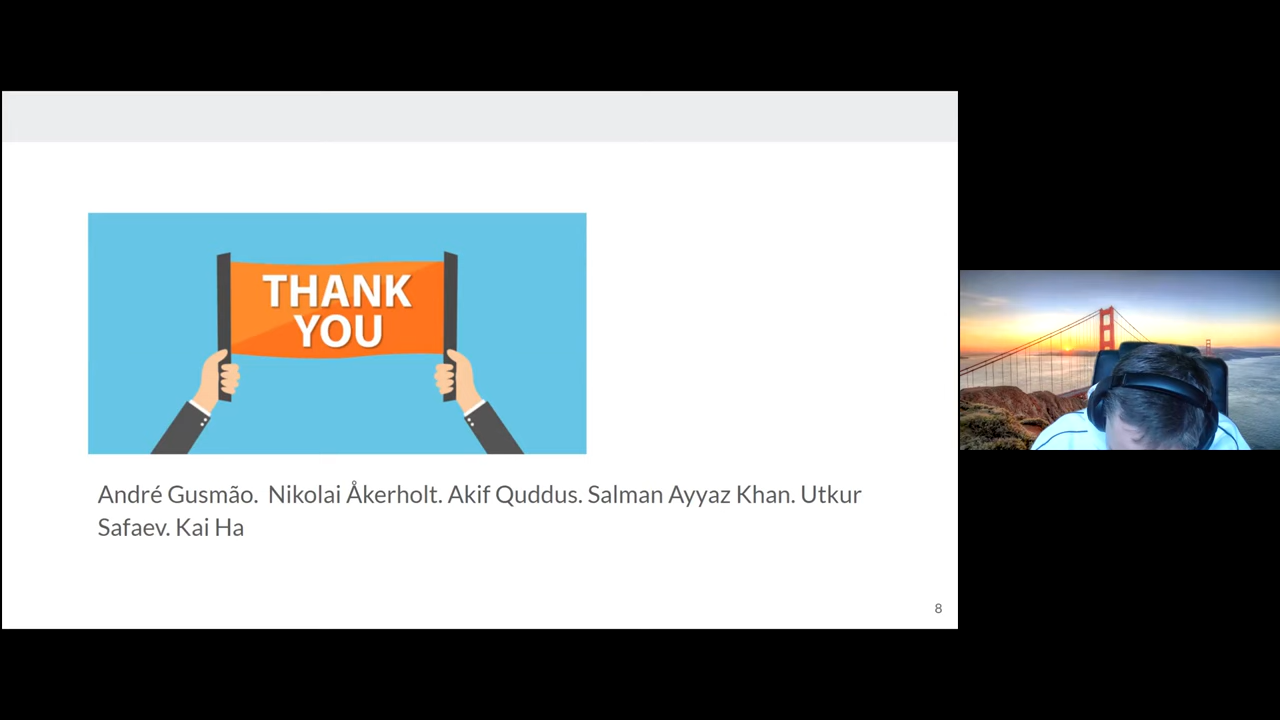 THANK
YOU
André Gusmão.  Nikolai Åkerholt. Akif Quddus. Salman Ayyaz Khan. Utkur
Safaev. Kai Ha
8